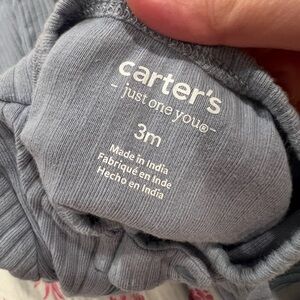 carter's
- just one you® -
3m
Made in India
Fabriqué en Inde
Hecho en India